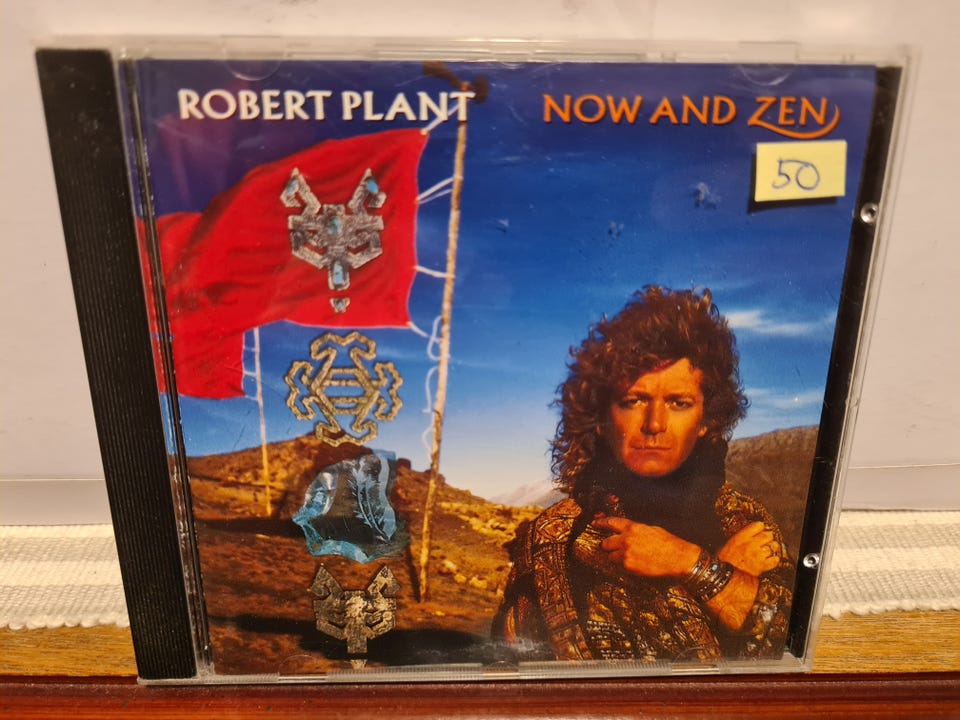 ROBERT PLANT
NOW AND ZEN
50